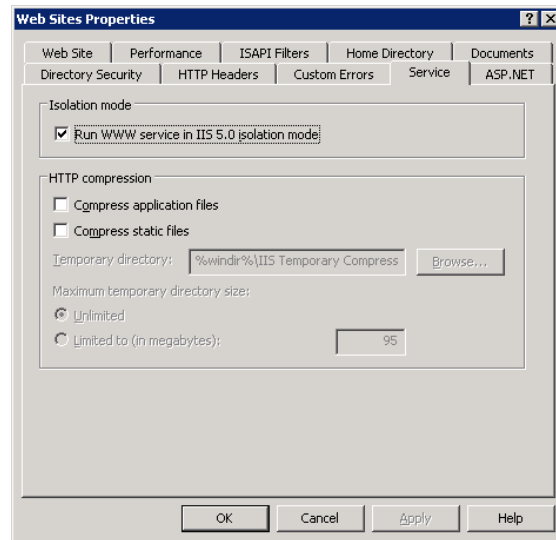 Web Sites Properties
Web Site Performance ISAPI Filters Home Directory Documents
Directory Security HTTP Headers Custom Errors Service ASP.NET
Isolation mode
Run WWW service in IIS 5.0 isolation mode
HTTP compression
Compress application files
Compress static files
Temporary directory: %windir%\IIS Temporary Compress Browse...
Maximum temporary directory size:
Unlimited
Limited to (in megabytes): 95
OK Cancel Apply Help